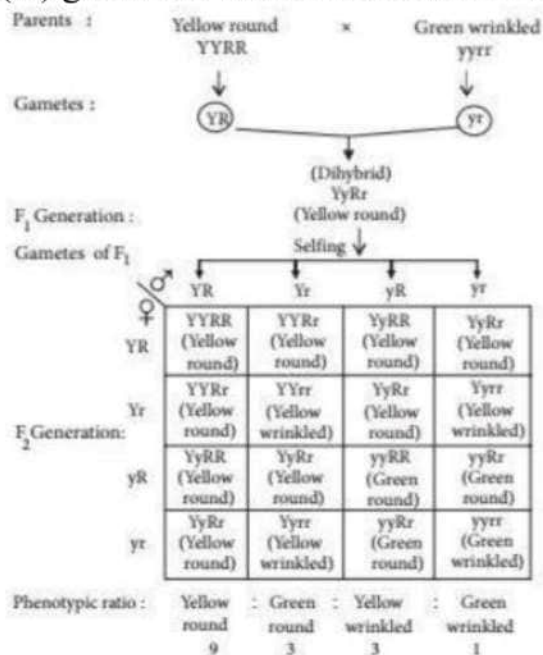 Parents : Yellow round × Green wrinkled
YYRR yyrr
Gametes : YR yr
(Dihybrid)
YyRr
F1 Generation : (Yellow round)
Gametes of F1 Selfing
♂ YR Yr yR yr
♀
YR YYRR YYRr YyRR YyRr
(Yellow (Yellow (Yellow (Yellow
round) round) round) round)
Yr YYRr YYrr YyRr Yyrr
(Yellow (Yellow (Yellow (Yellow
F2 Generation: round) wrinkled) round) wrinkled)
yR YyRR YyRr yyRR yyRr
(Yellow (Yellow (Green (Green
round) round) round) round)
yr YyRr Yyrr yyRr yyrr
(Yellow (Yellow (Green (Green
round) wrinkled) round) wrinkled)
Phenotypic ratio : Yellow : Green : Yellow : Green
round round wrinkled wrinkled
9 3 3 1